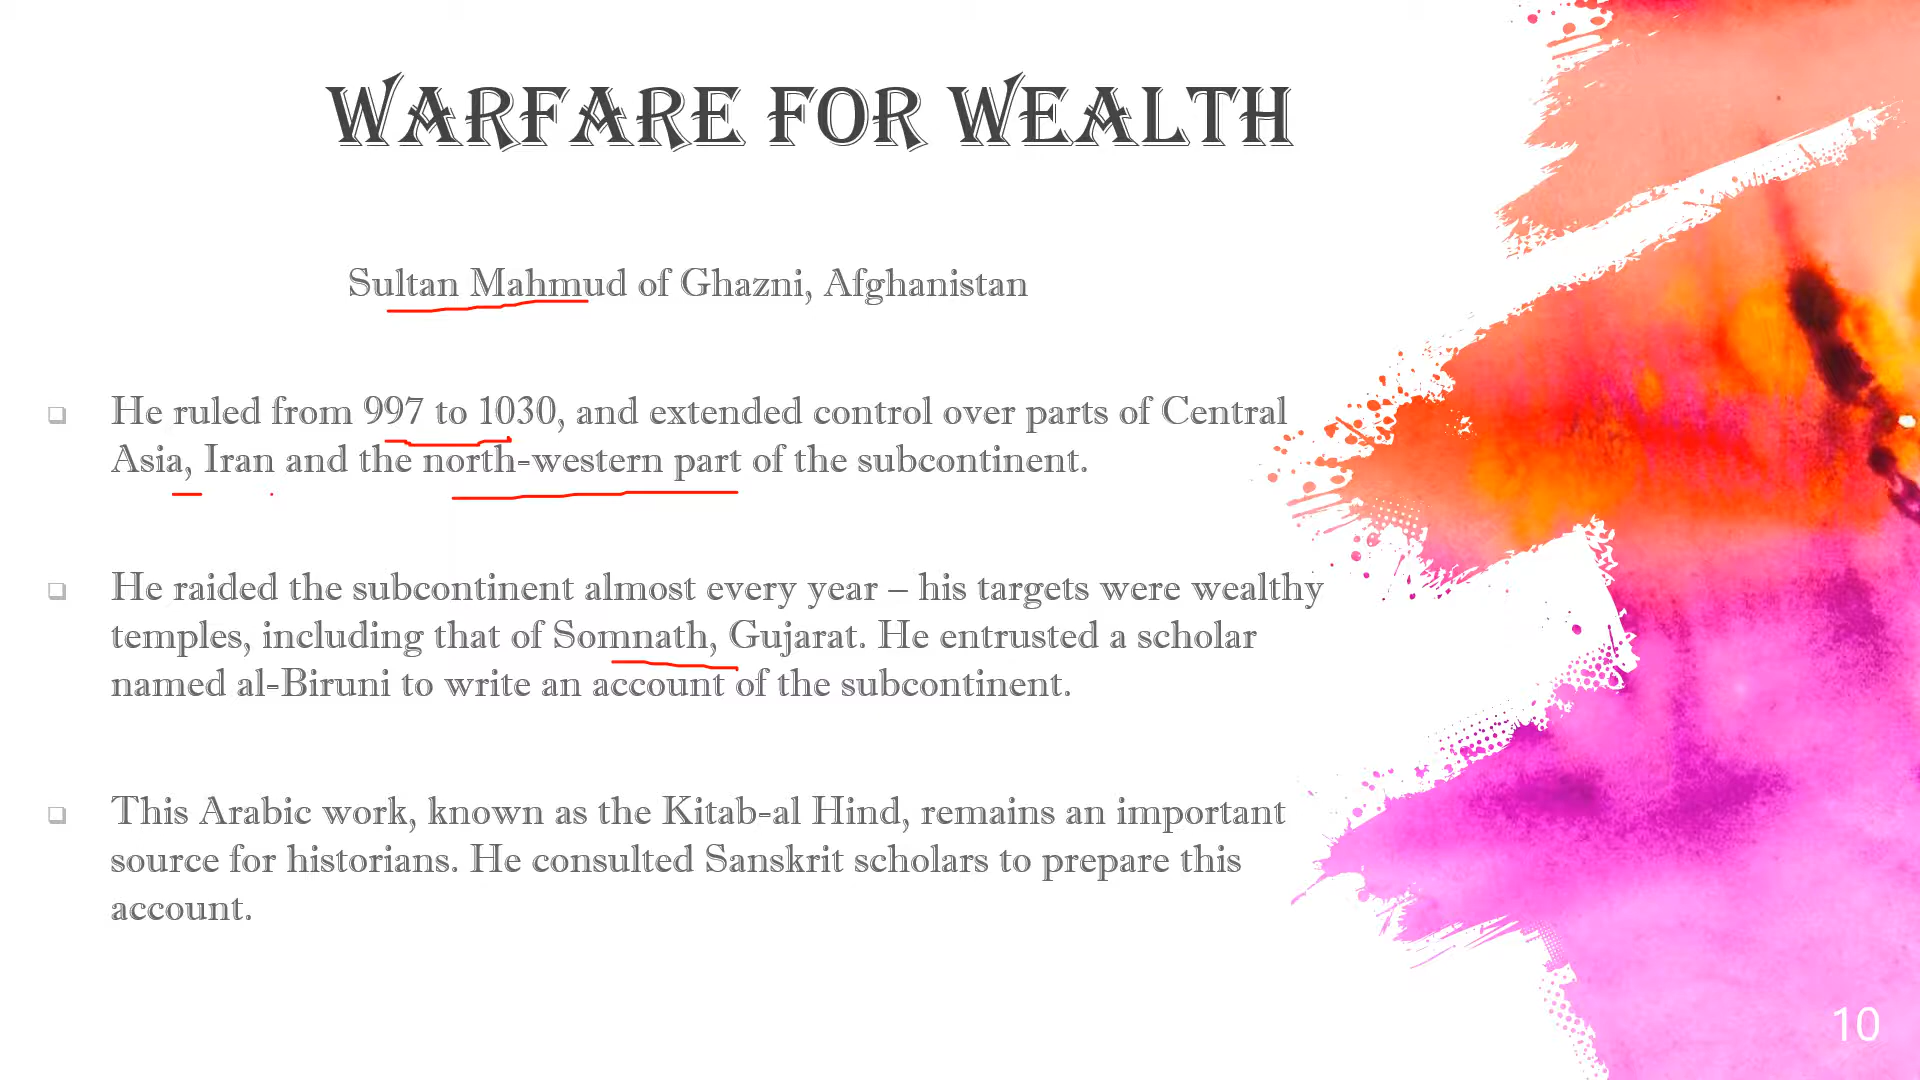 WARFARE FOR WEALTH
Sultan Mahmud of Ghazni, Afghanistan
❑ He ruled from 997 to 1030, and extended control over parts of Central
Asia, Iran and the north-western part of the subcontinent.
❑ He raided the subcontinent almost every year – his targets were wealthy
temples, including that of Somnath, Gujarat. He entrusted a scholar
named al-Biruni to write an account of the subcontinent.
❑ This Arabic work, known as the Kitab-al Hind, remains an important
source for historians. He consulted Sanskrit scholars to prepare this
account.
10